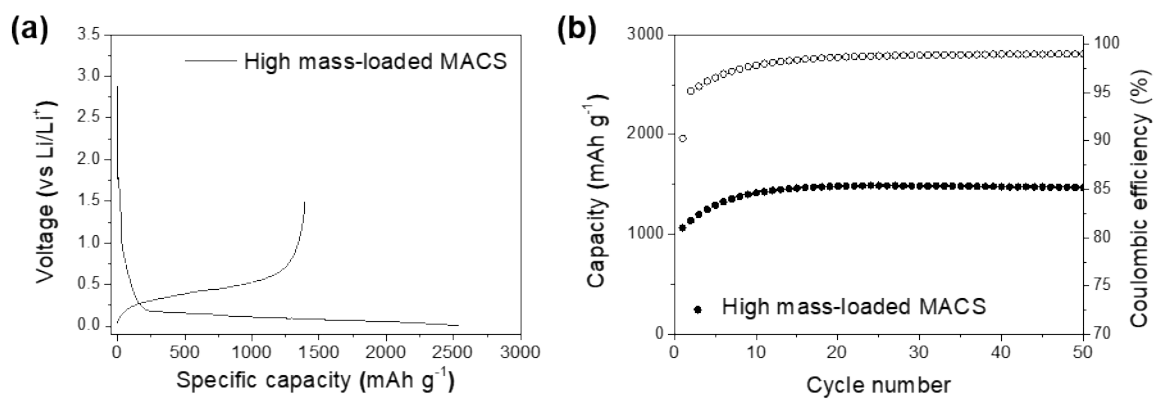 (a)
3.5
3.0
2.5
2.0
1.5
1.0
0.5
0.0
Voltage (vs Li/Li⁺)
High mass-loaded MACS
0 500 1000 1500 2000 2500 3000
Specific capacity (mAh g⁻¹)
(b)
3000
2000
1000
0
Capacity (mAh g⁻¹)
High mass-loaded MACS
0 10 20 30 40 50
Cycle number
100
95
90
85
80
75
70
Coulombic efficiency (%)